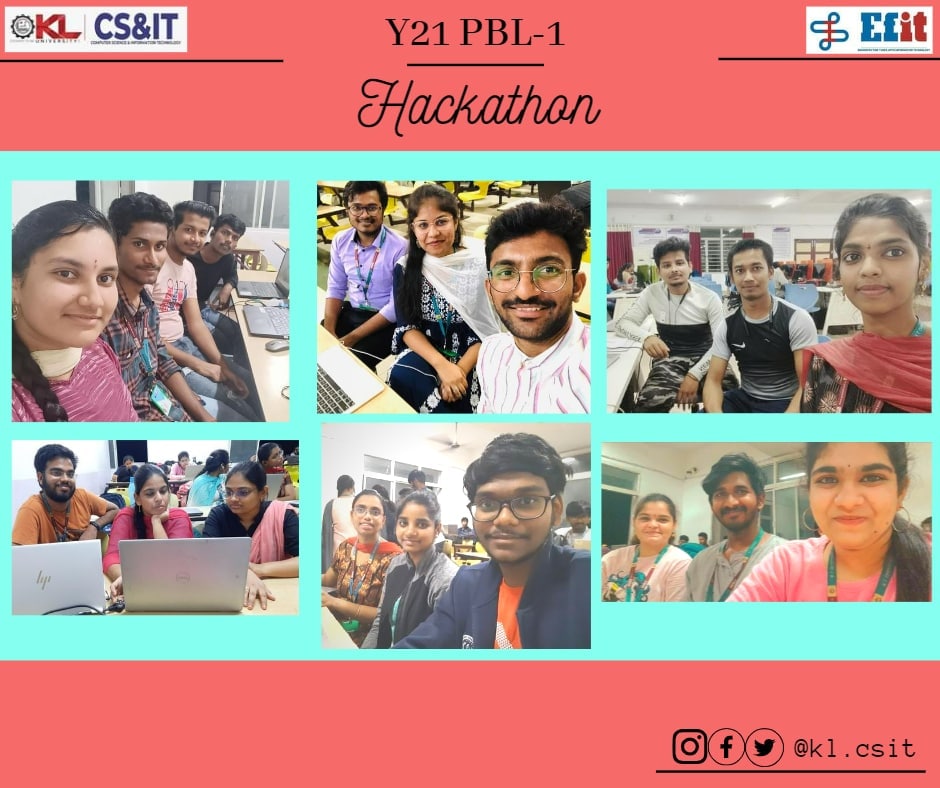 KL
UNIVERSITY
CS&IT
COMPUTER SCIENCE & INFORMATION TECHNOLOGY
Y21 PBL-1
Hackathon
Efit
@kl.csit